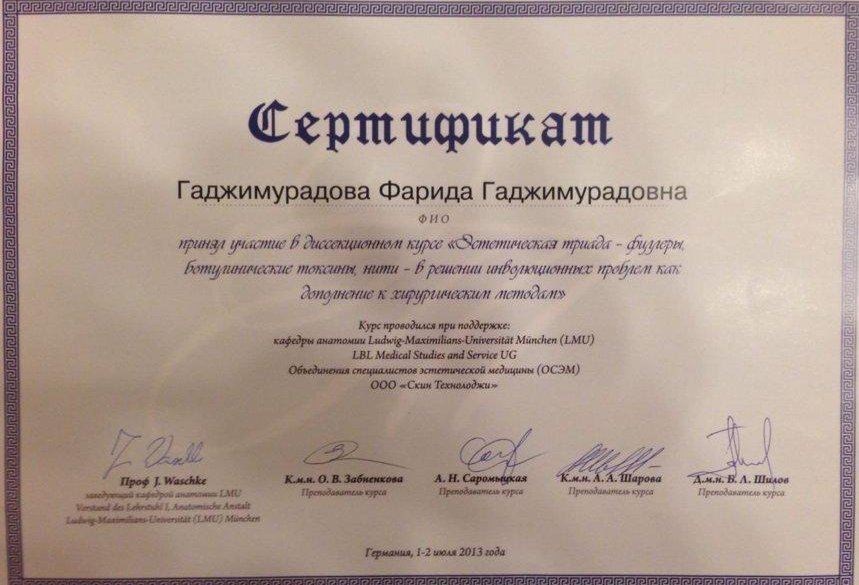 Сертификат
Гаджимурадова Фарида Гаджимурадовна
ФИО
принял участие в диссекционном курсе «Эстетическая триада - филлеры,
ботулинические токсины, нити - в решении инволюционных проблем как
дополнение к хирургическим методам»
Курс проводился при поддержке:
кафедры анатомии Ludwig-Maximilians-Universität München (LMU)
LBL Medical Studies and Service UG
Объединения специалистов эстетической медицины (ОСЭМ)
ООО «Скин Технолоджи»
Проф J. Waschke
заведующий кафедрой анатомии LMU
Vorstand des Lehrstuhl I, Anatomische Anstalt
Ludwig-Maximilians-Universität (LMU) München
К.м.н. О. В. Забненкова
Преподаватель курса
А. Н. Саромыцкая
Преподаватель курса
К.м.н. А. А. Шарова
Преподаватель курса
Д.м.н. Б. Л. Шилов
Преподаватель курса
Германия, 1-2 июля 2013 года